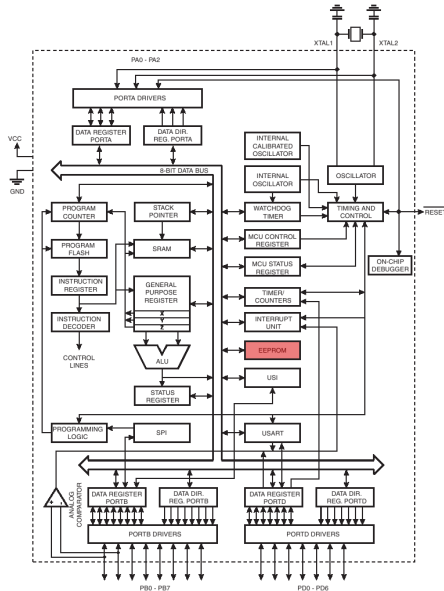 XTAL1
XTAL2
PA0 - PA2
PORTA DRIVERS
DATA REGISTER
PORTA
DATA DIR.
REG. PORTA
VCC
GND
8-BIT DATA BUS
INTERNAL
CALIBRATED
OSCILLATOR
INTERNAL
OSCILLATOR
OSCILLATOR
WATCHDOG
TIMER
TIMING AND
CONTROL
RESET
MCU CONTROL
REGISTER
MCU STATUS
REGISTER
ON-CHIP
DEBUGGER
PROGRAM
COUNTER
STACK
POINTER
PROGRAM
FLASH
SRAM
INSTRUCTION
REGISTER
GENERAL
PURPOSE
REGISTER
X
Y
Z
INSTRUCTION
DECODER
CONTROL
LINES
ALU
STATUS
REGISTER
TIMER/
COUNTERS
INTERRUPT
UNIT
EEPROM
USI
PROGRAMMING
LOGIC
SPI
USART
ANALOG
COMPARATOR
+
-
DATA REGISTER
PORTB
DATA DIR.
REG. PORTB
DATA REGISTER
PORTD
DATA DIR.
REG. PORTD
PORTB DRIVERS
PORTD DRIVERS
PB0 - PB7
PD0 - PD6